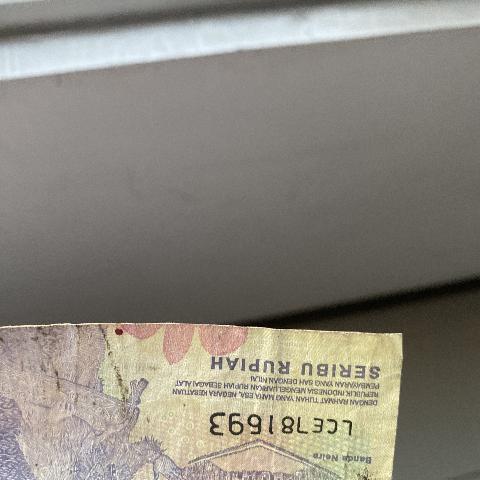 Banda Neira
LCE781693
DENGAN RAHMAT TUHAN YANG MAHA ESA, NEGARA KESATUAN
REPUBLIK INDONESIA MENGELUARKAN RUPIAH SEBAGAI ALAT
PEMBAYARAN YANG SAH DENGAN NILAI
SERIBU RUPIAH